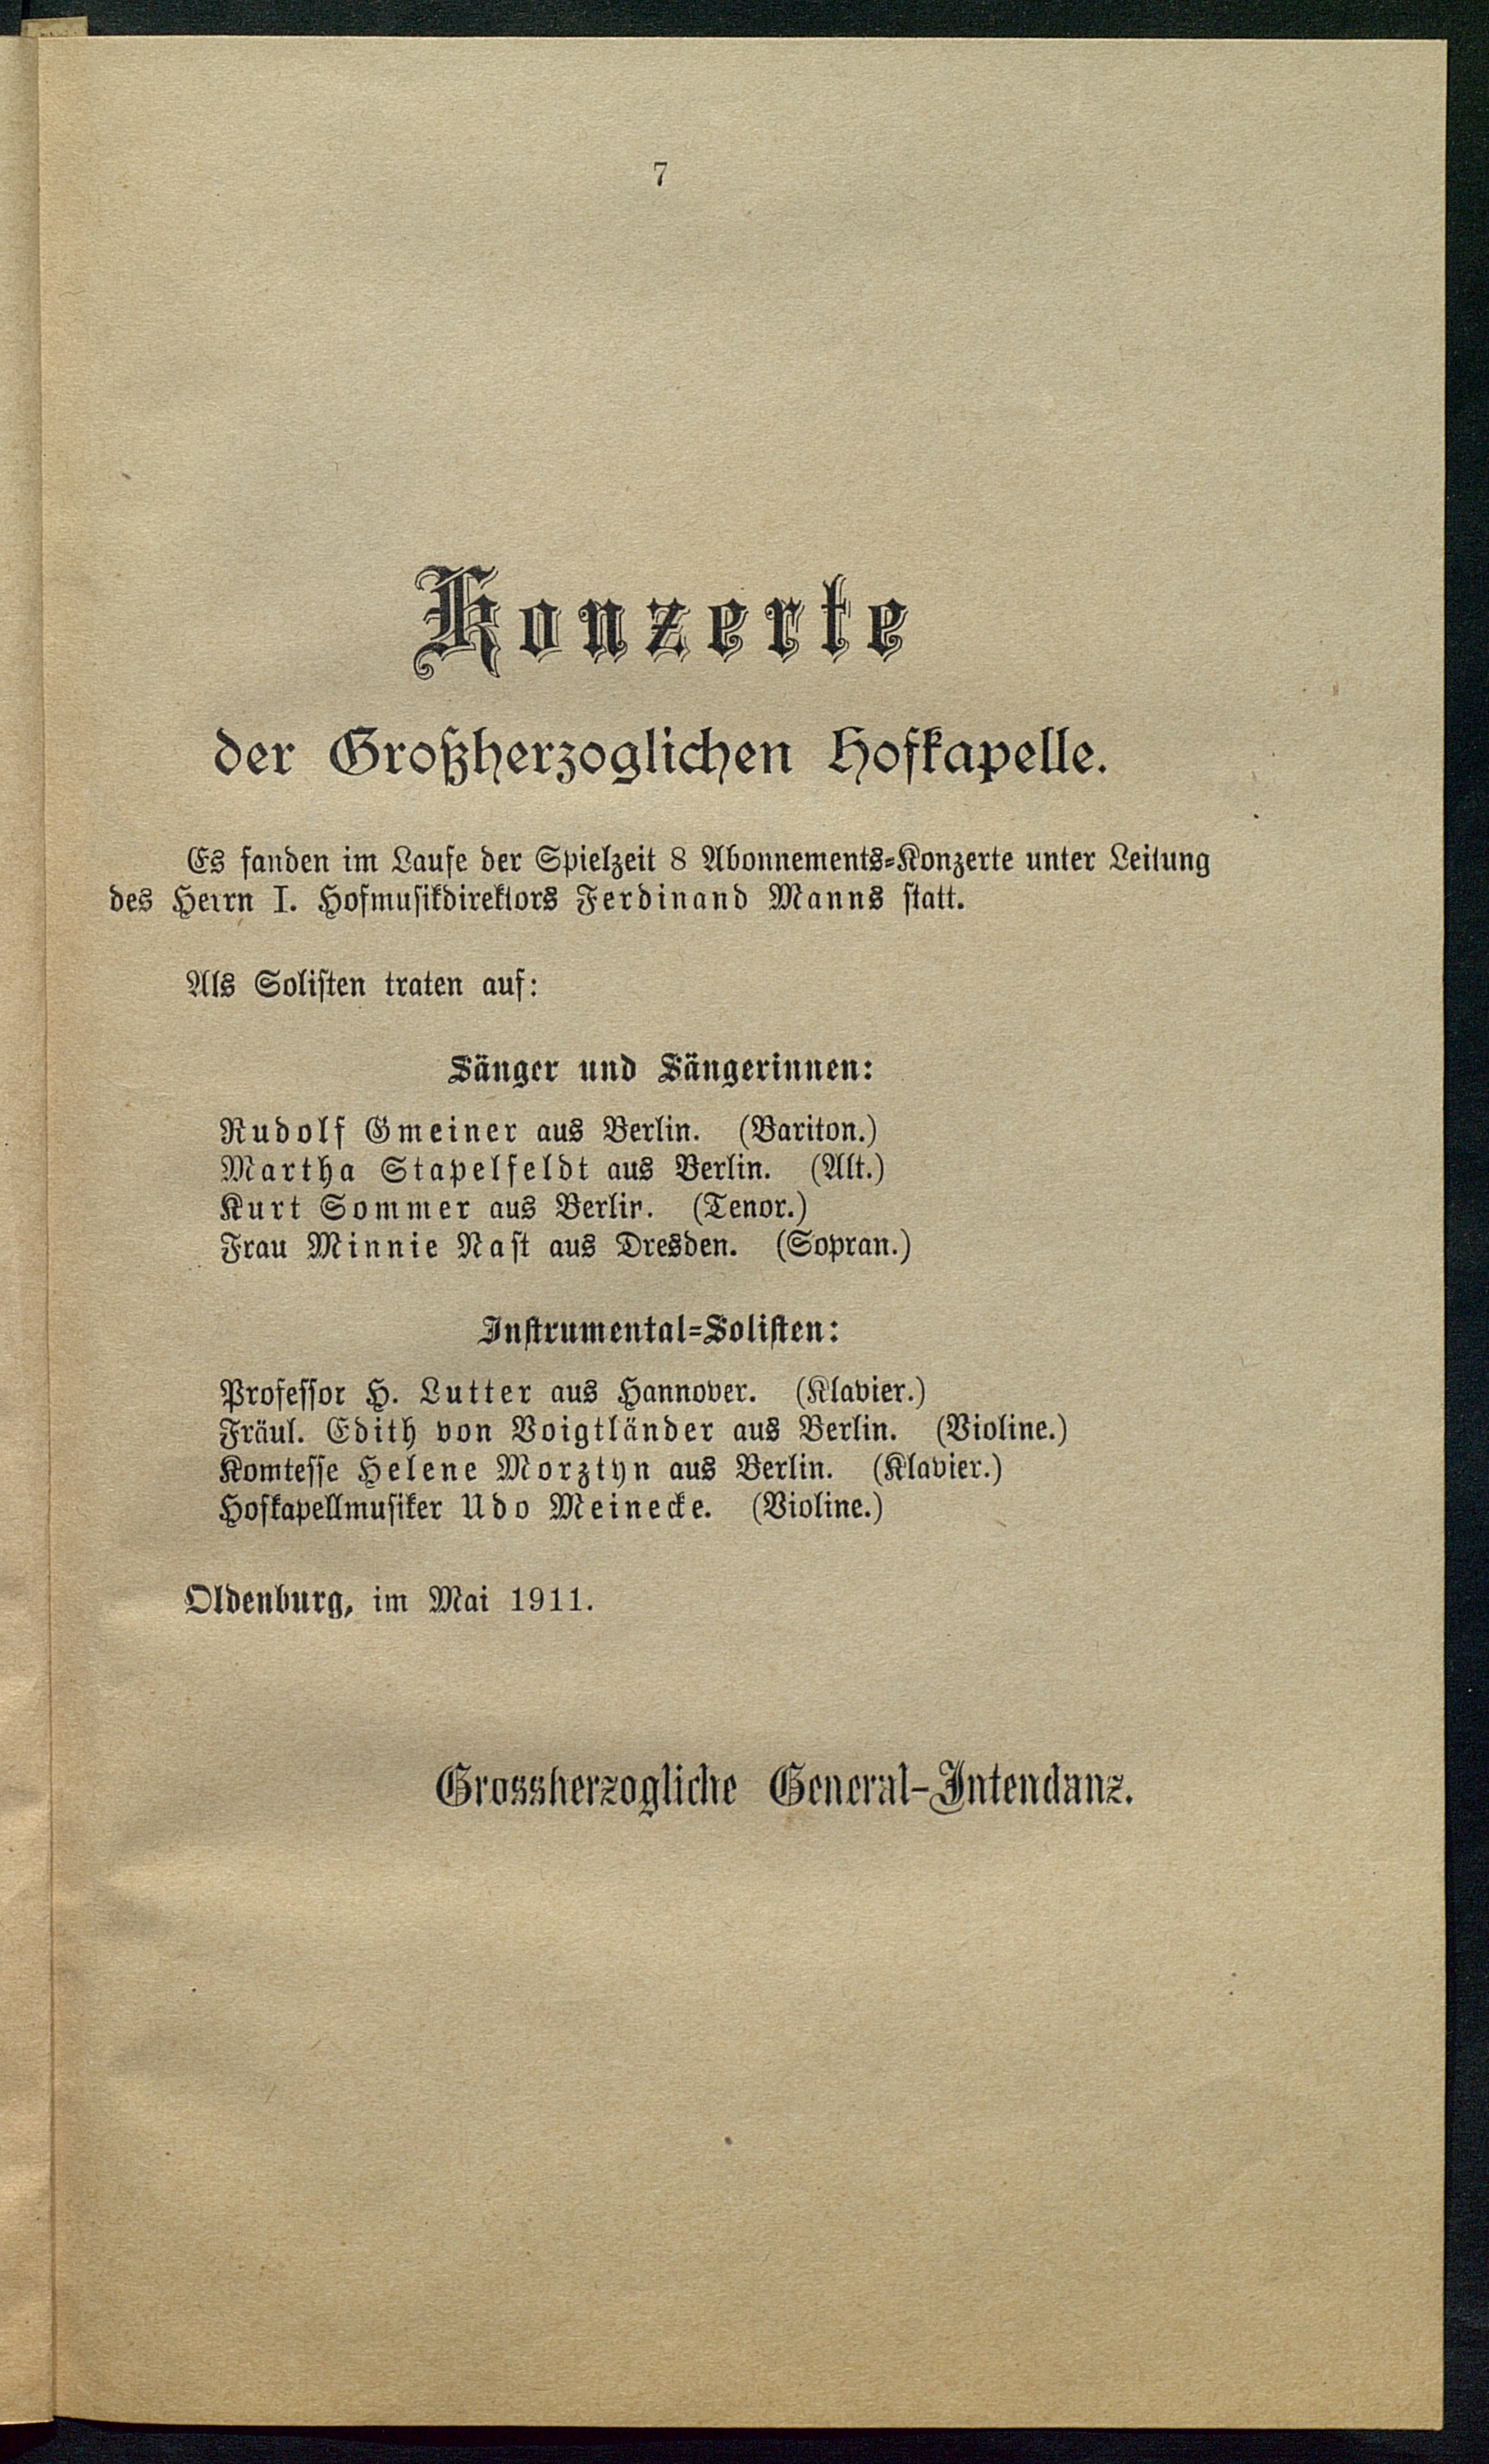 7
Konzerte
der Großherzoglichen Hofkapelle.
Es fanden im Laufe der Spielzeit 8 Abonnements-Konzerte unter Leitung
des Herrn I. Hofmusikdirektors Ferdinand Manns statt.
Als Solisten traten auf:
Sänger und Sängerinnen:
Rudolf Gmeiner aus Berlin. (Bariton.)
Martha Stapelfeldt aus Berlin. (Alt.)
Kurt Sommer aus Berlin. (Tenor.)
Frau Minnie Nast aus Dresden. (Sopran.)
Instrumental-Solisten:
Professor H. Lutter aus Hannover. (Klavier.)
Fräul. Edith von Voigtländer aus Berlin. (Violine.)
Komtesse Helene Morztyn aus Berlin. (Klavier.)
Hofkapellmusiker Udo Meinecke. (Violine.)
Oldenburg, im Mai 1911.
Grossherzogliche General-Intendanz.